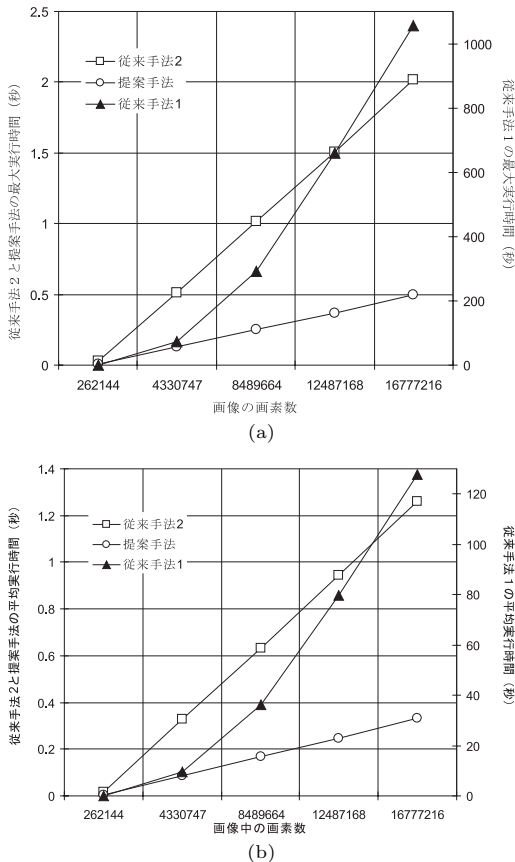 2.5
2
1.5
1
0.5
0
1000
800
600
400
200
0
従来手法2
提案手法
従来手法1
従来手法2と提案手法の最大実行時間（秒）
従来手法1の最大実行時間（秒）
262144 4330747 8489664 12487168 16777216
画像の画素数
(a)
1.4
1.2
1
0.8
0.6
0.4
0.2
0
120
100
80
60
40
20
0
従来手法2
提案手法
従来手法1
従来手法2と提案手法の平均実行時間（秒）
従来手法1の平均実行時間（秒）
262144 4330747 8489664 12487168 16777216
画像中の画素数
(b)